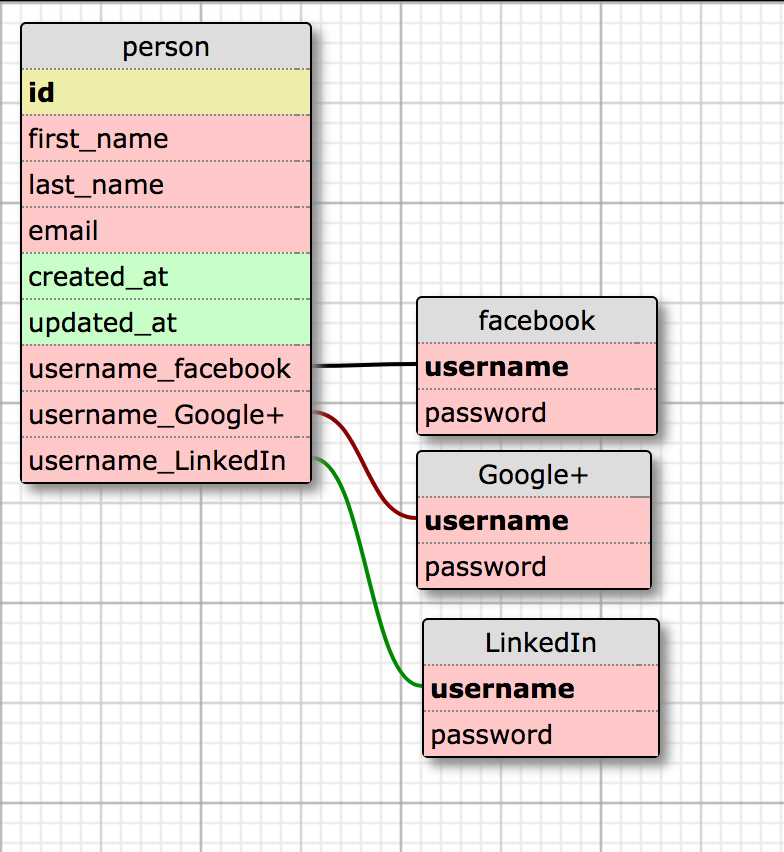 person
id
first_name
last_name
email
created_at
updated_at
username_facebook
username_Google+
username_LinkedIn
facebook
username
password
Google+
username
password
LinkedIn
username
password